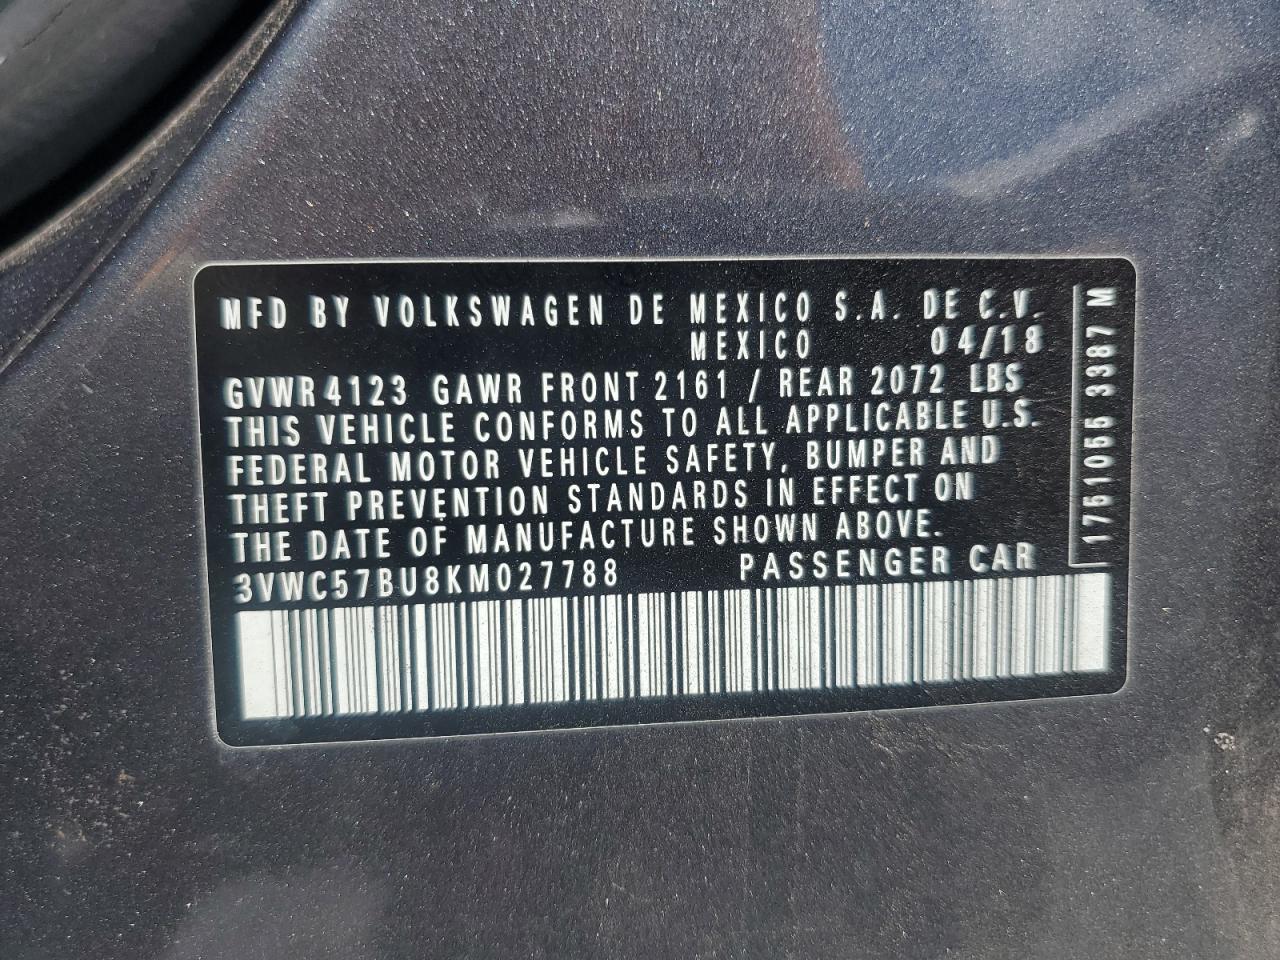 MFD BY VOLKSWAGEN DE MEXICO S.A. DE C.V.
MEXICO 04/18
GVWR 4123 GAWR FRONT 2161 / REAR 2072 LBS
THIS VEHICLE CONFORMS TO ALL APPLICABLE U.S.
FEDERAL MOTOR VEHICLE SAFETY, BUMPER AND
THEFT PREVENTION STANDARDS IN EFFECT ON
THE DATE OF MANUFACTURE SHOWN ABOVE.
3VWC57BU8KM027788 PASSENGER CAR
1751055 3387 M